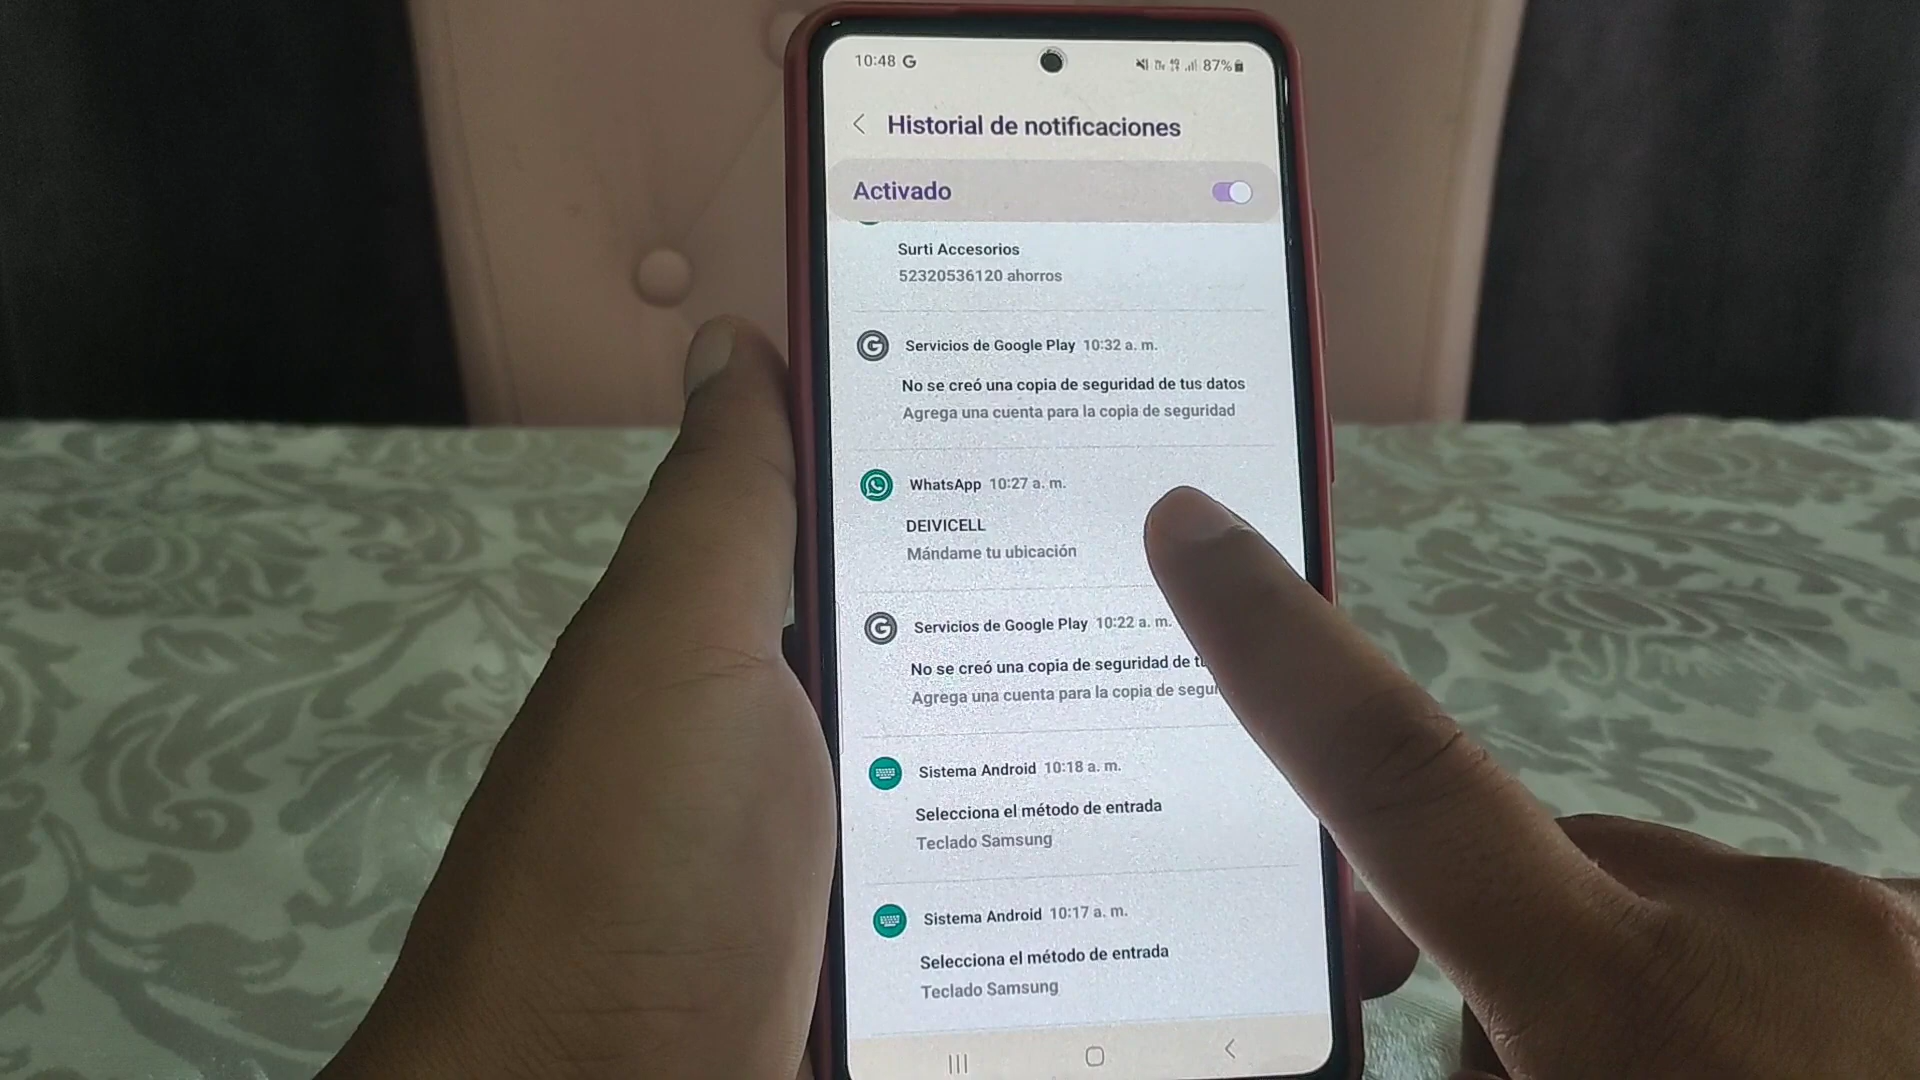 10:48 G
87%
Historial de notificaciones
Activado
Surti Accesorios
52320536120 ahorros
Servicios de Google Play 10:32 a. m.
No se creó una copia de seguridad de tus datos
Agrega una cuenta para la copia de seguridad
WhatsApp 10:27 a. m.
DEIVICELL
Mándame tu ubicación
Servicios de Google Play 10:22 a. m.
No se creó una copia de seguridad de
Agrega una cuenta para la copia de
Sistema Android 10:18 a. m.
Selecciona el método de entrada
Teclado Samsung
Sistema Android 10:17 a. m.
Selecciona el método de entrada
Teclado Samsung